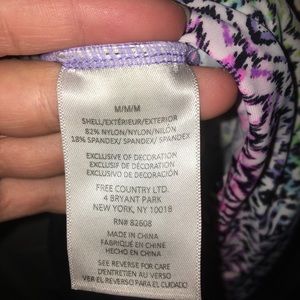 M/M/M
SHELL/EXTÉRIEUR/EXTERIOR
82% NYLON/NYLON/NILÓN
18% SPANDEX/ SPANDEX/ SPANDEX
EXCLUSIVE OF DECORATION
EXCLUSIF DE DÉCORATION
EXCLUSIVO DE DECORACIÓN
FREE COUNTRY LTD.
4 BRYANT PARK
NEW YORK, NY 10018
RN# 82608
MADE IN CHINA
FABRIQUÉ EN CHINE
HECHO EN CHINA
SEE REVERSE FOR CARE
D'ENTRETIEN AU VERSO
VER EL REVERSO PARA EL CUIDADO